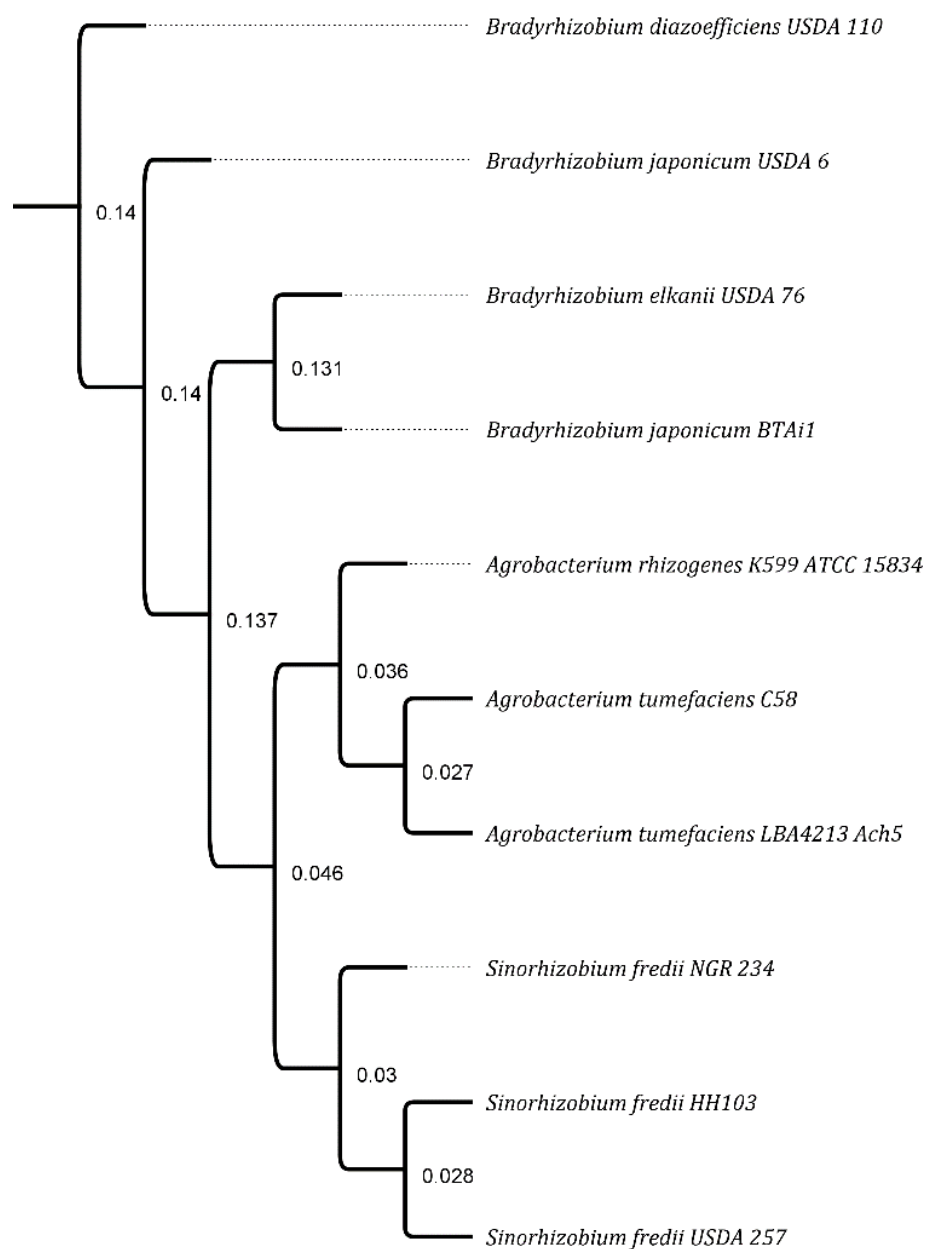 Bradyrhizobium diazoefficiens USDA 110
Bradyrhizobium japonicum USDA 6
0.14
Bradyrhizobium elkanii USDA 76
0.131
0.14
Bradyrhizobium japonicum BTAi1
Agrobacterium rhizogenes K599 ATCC 15834
0.137
0.036
Agrobacterium tumefaciens C58
0.027
Agrobacterium tumefaciens LBA4213 Ach5
0.046
Sinorhizobium fredii NGR 234
0.03
Sinorhizobium fredii HH103
0.028
Sinorhizobium fredii USDA 257